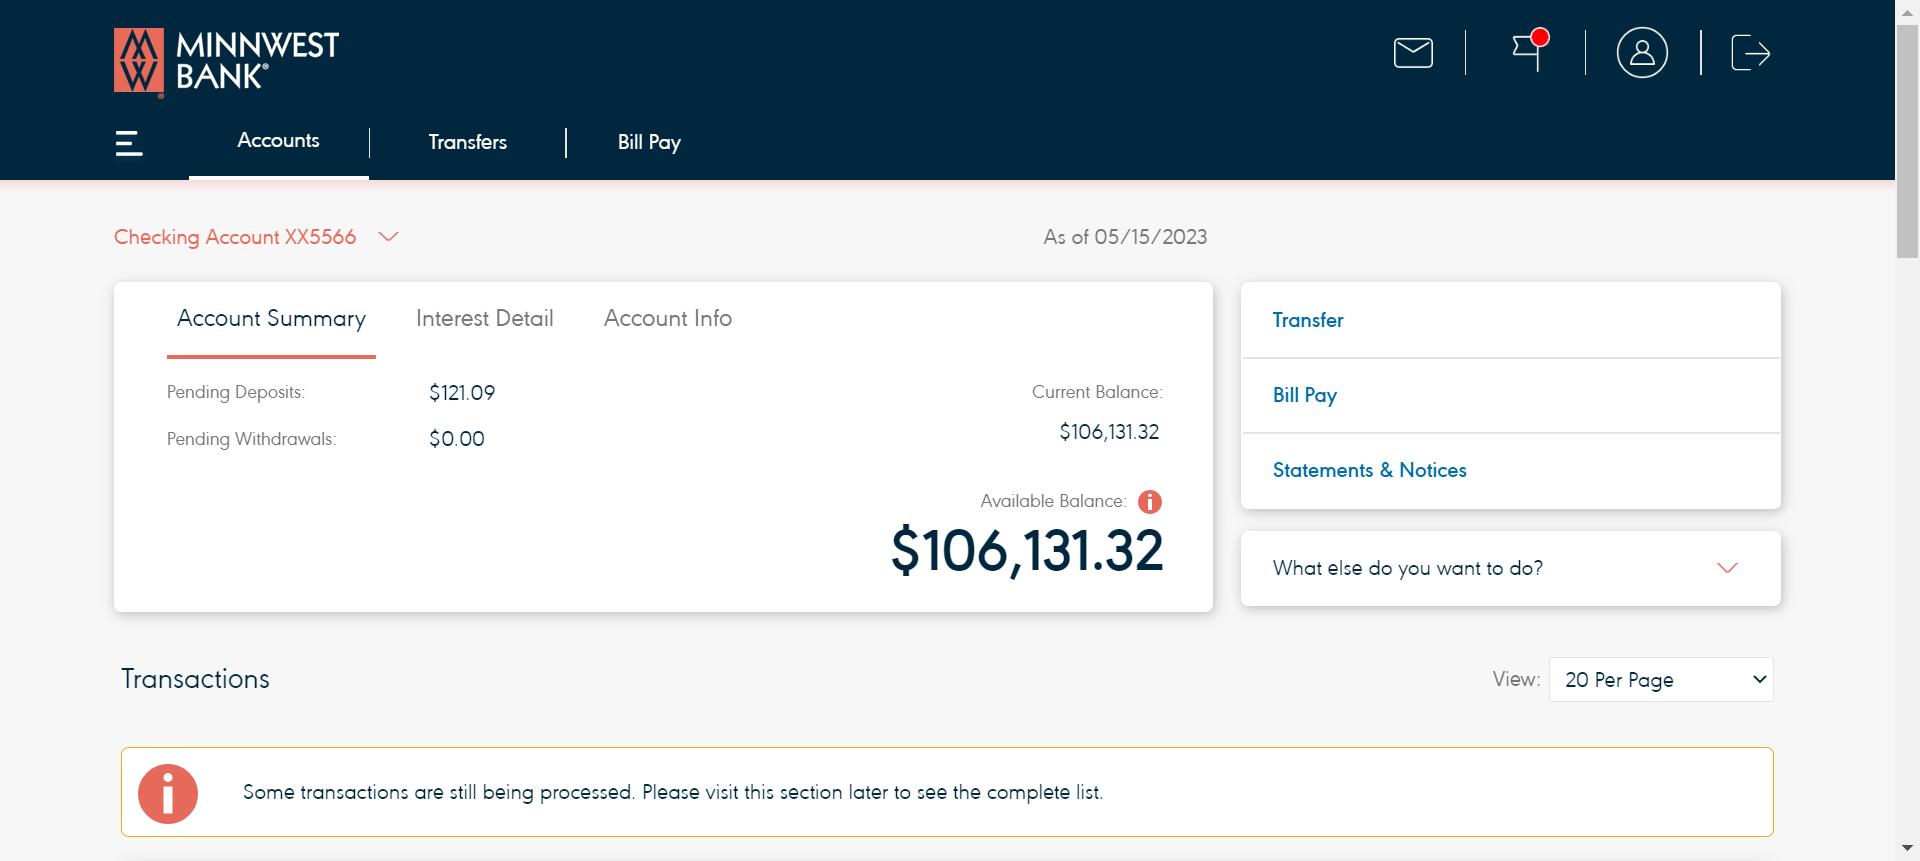 MINNWEST
BANK®
Accounts
Transfers
Bill Pay
Checking Account XX5566
As of 05/15/2023
Account Summary
Interest Detail
Account Info
Pending Deposits:
$121.09
Current Balance:
$106,131.32
Pending Withdrawals:
$0.00
Available Balance:
$106,131.32
Transfer
Bill Pay
Statements & Notices
What else do you want to do?
Transactions
View:
20 Per Page
Some transactions are still being processed. Please visit this section later to see the complete list.